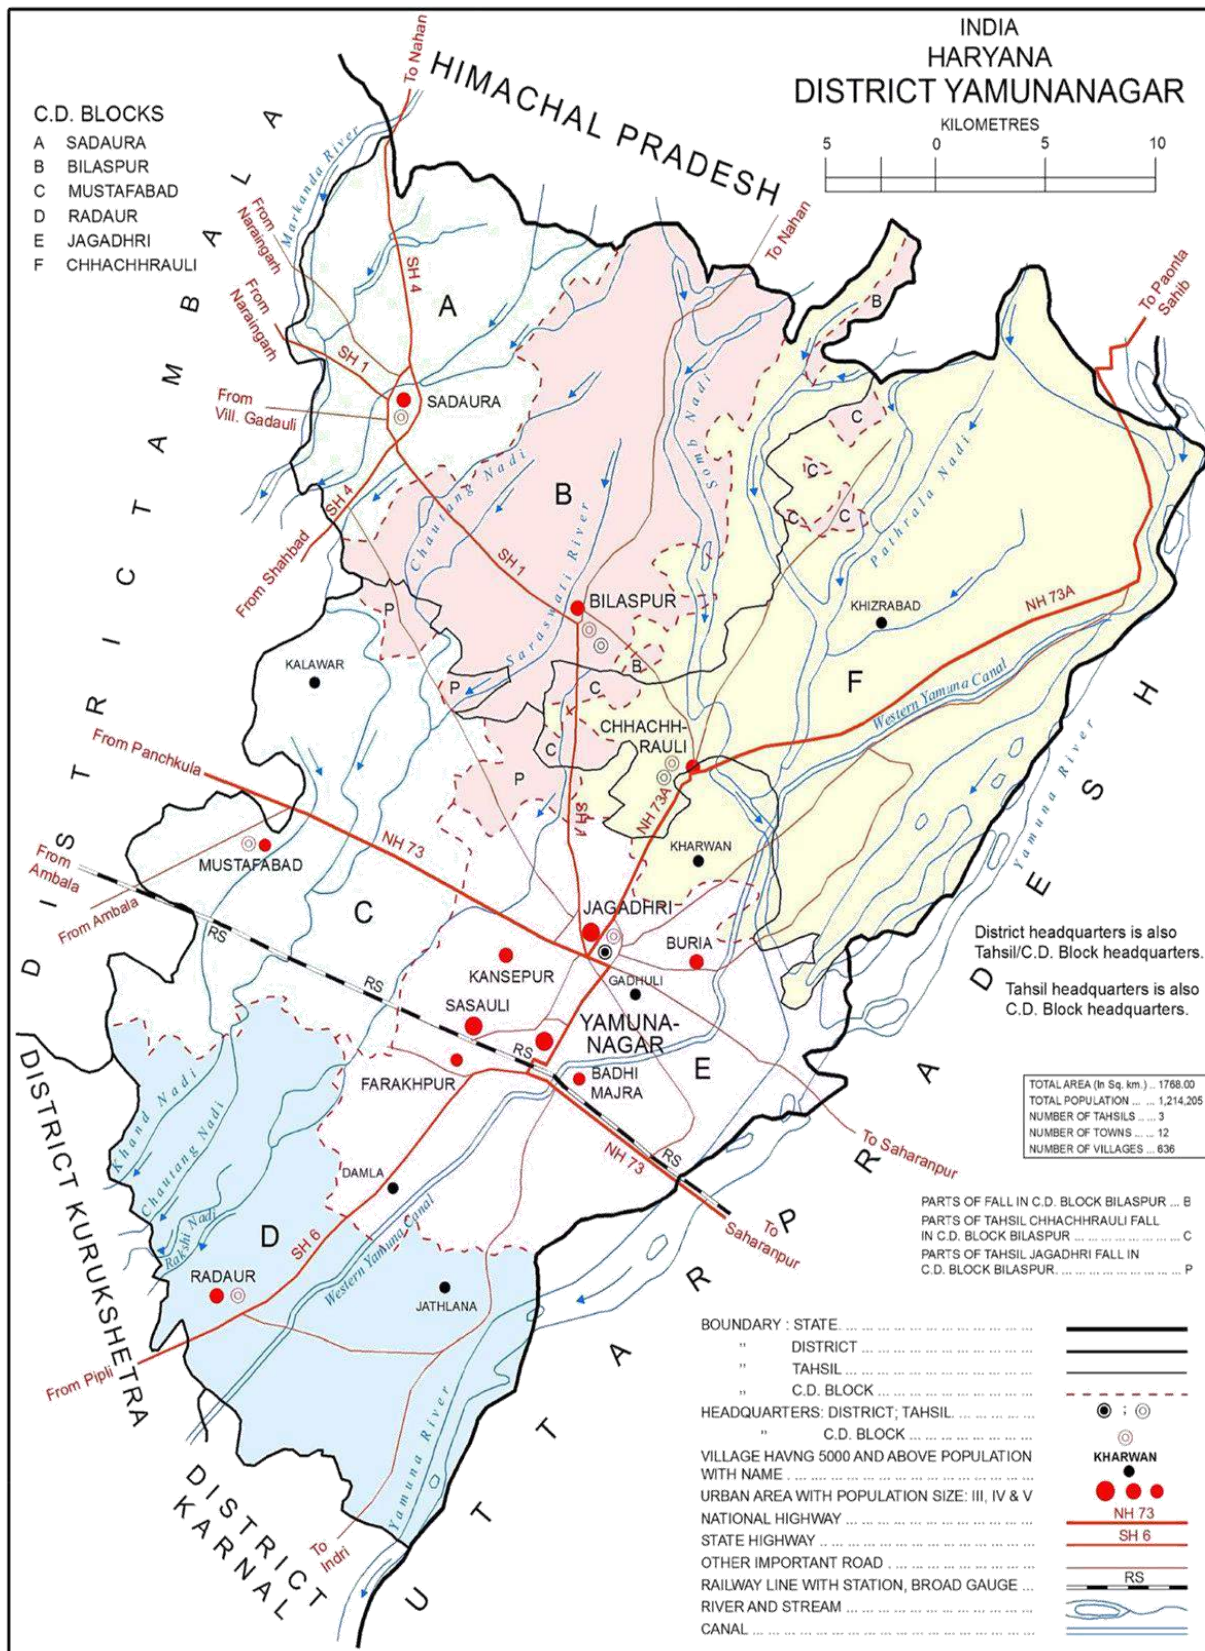 INDIA
HARYANA
DISTRICT YAMUNANAGAR
KILOMETRES
5 0 5 10
C.D. BLOCKS
A SADAURA
B BILASPUR
C MUSTAFABAD
D RADAUR
E JAGADHRI
F CHHACHHRAULI
HIMACHAL PRADESH
DISTRICT AMBALA
DISTRICT KURUKSHETRA
DISTRICT
KARNAL
UTTAR PRADESH
To Nahan
Markanda River
From
Naraingarh
From
Naraingarh
SH 4
SH 1
A
To Nahan
To Paonta
Sahib
B
SADAURA
From
Vill. Gadauli
SH 4
From Shahbad
Chautang Nadi
B
Somb Nadi
C
C
C
C
Pathrala Nadi
SH 1
Saraswati River
BILASPUR
KHIZRABAD
NH 73A
P
B
P
C
KALAWAR
F
Western Yamuna Canal
CHHACHH-
RAULI
C
P
From Panchkula
NH 73
SH 1
NH 73A
Yamuna River
MUSTAFABAD
KHARWAN
From
Ambala
From Ambala
C
RS
JAGADHRI
BURIA
KANSEPUR
GADHULI
RS
SASAULI
YAMUNA-
NAGAR
RS
FARAKHPUR
BADHI
MAJRA
E
NH 73
RS
To Saharanpur
To
Saharanpur
Khand Nadi
Chautang Nadi
Rakshi Nadi
DAMLA
D
SH 6
Western Yamuna Canal
RADAUR
JATHLANA
From Pipli
Yamuna River
To
Indri
District headquarters is also
Tahsil/C.D. Block headquarters.
Tahsil headquarters is also
C.D. Block headquarters.
TOTAL AREA (In Sq. km.) .. 1768.00
TOTAL POPULATION ... ... 1,214,205
NUMBER OF TAHSILS ... ... 3
NUMBER OF TOWNS ... ... 12
NUMBER OF VILLAGES ... 636
PARTS OF FALL IN C.D. BLOCK BILASPUR ... B
PARTS OF TAHSIL CHHACHHRAULI FALL
IN C.D. BLOCK BILASPUR ... ... ... ... ... ... ... C
PARTS OF TAHSIL JAGADHRI FALL IN
C.D. BLOCK BILASPUR. ... ... ... ... ... ... ... ... P
BOUNDARY : STATE. ... ... ... ... ... ... ... ... ... ...
" DISTRICT ... ... ... ... ... ... ... ... ...
" TAHSIL ... ... ... ... ... ... ... ... ... ...
" C.D. BLOCK ... ... ... ... ... ... ... ...
HEADQUARTERS: DISTRICT; TAHSIL. ... ... ... ... ;
" C.D. BLOCK ... ... ... ... ... ... ...
VILLAGE HAVNG 5000 AND ABOVE POPULATION KHARWAN
WITH NAME . ... .... ... ... ... ... ... ... ... ... ...
URBAN AREA WITH POPULATION SIZE: III, IV & V
NATIONAL HIGHWAY ... ... ... ... ... ... ... ... ... NH 73
STATE HIGHWAY ... ... ... ... ... ... ... ... ... ... SH 6
OTHER IMPORTANT ROAD . ... ... ... ... ... ... ...
RAILWAY LINE WITH STATION, BROAD GAUGE ... RS
RIVER AND STREAM ... ... ... ... ... ... ... ... ...
CANAL ... ... ... ... ... ... ... ... ... ... ... ... ...